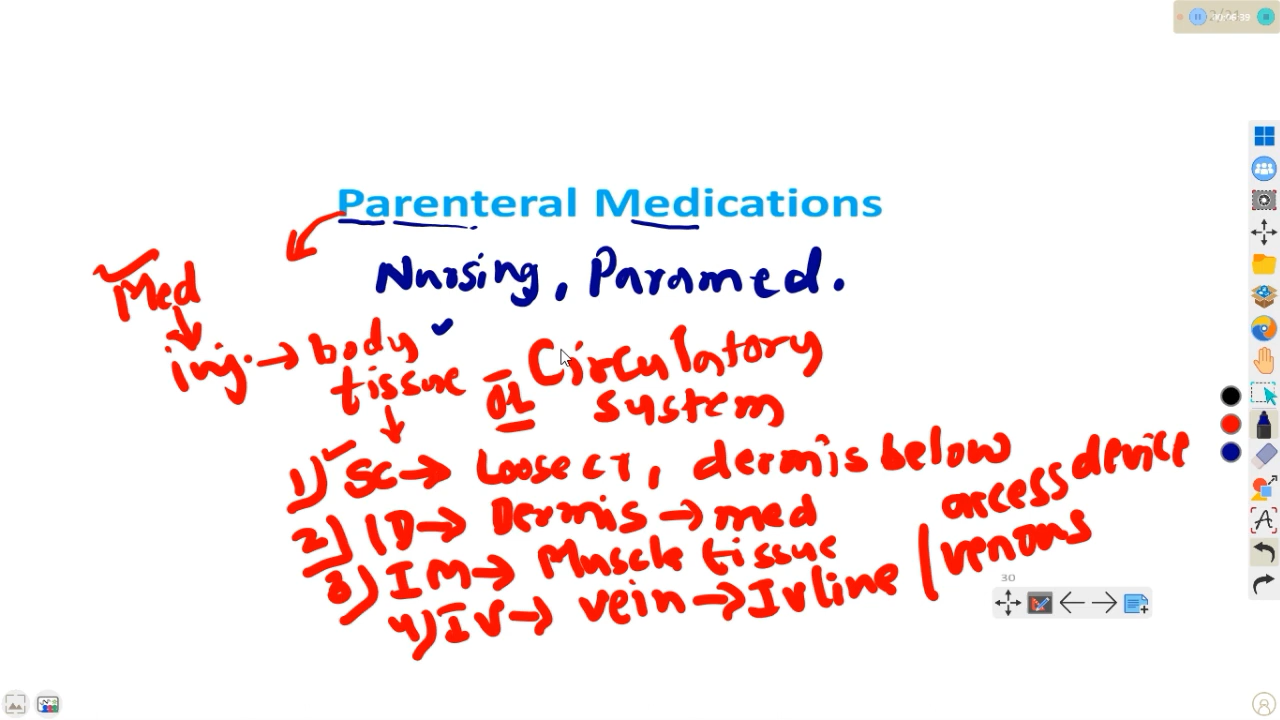 Parenteral Medications
Nursing, Paramed.
Med
inj. → body
tissue or Circulatory
system
1) SC → Loose CT, dermis below
2) ID → Dermis → med
3) IM → Muscle tissue
4) IV → vein → IV line / venous
access device
30